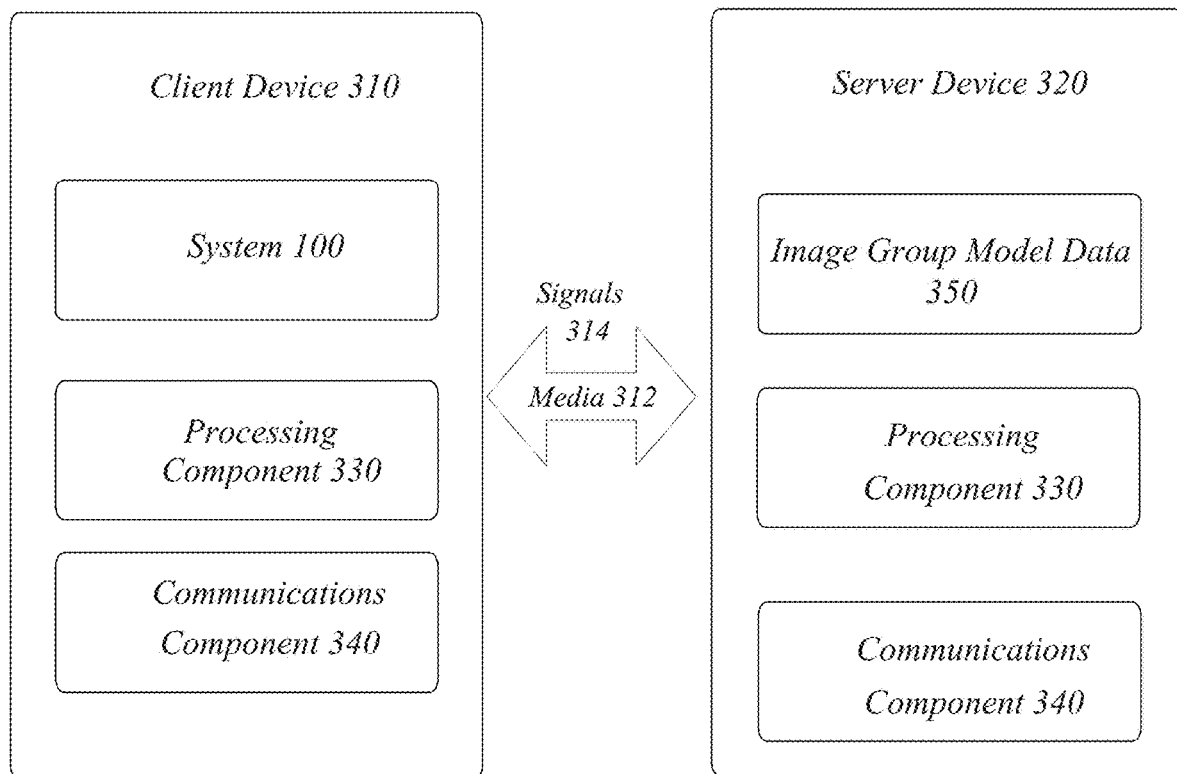 Client Device 310
System 100
Processing
Component 330
Communications
Component 340
Signals
314
Media 312
Server Device 320
Image Group Model Data
350
Processing
Component 330
Communications
Component 340